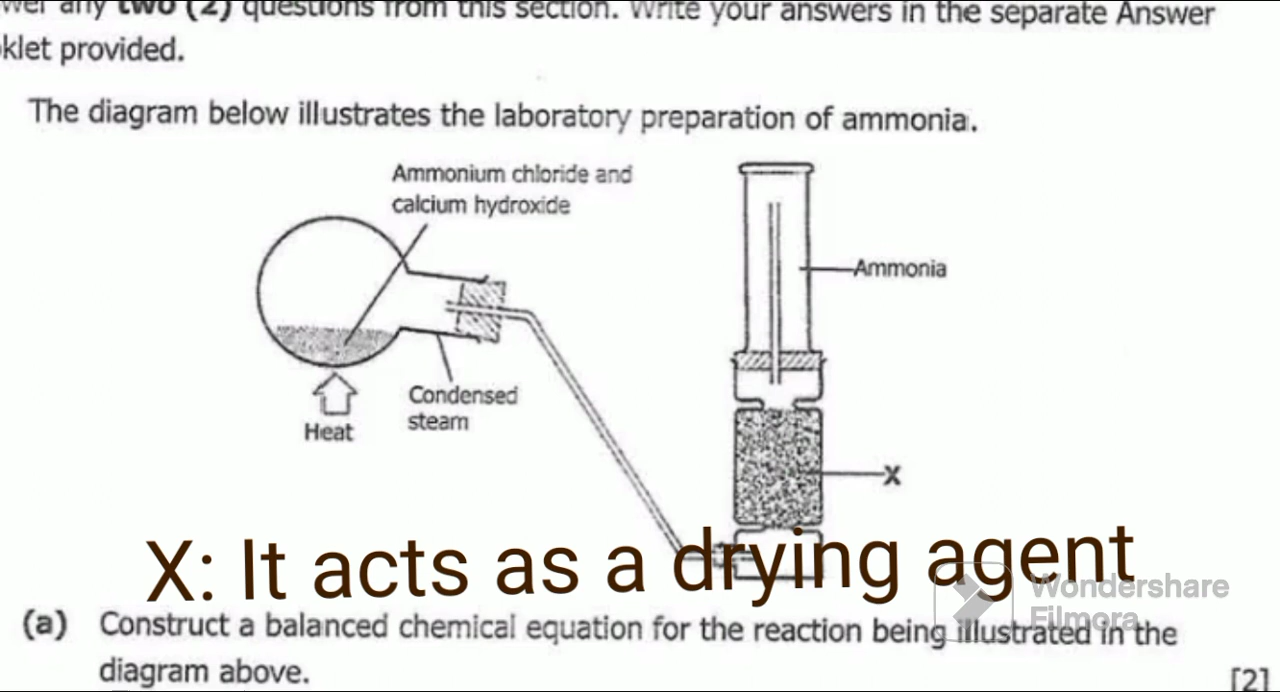 wer any two (2) questions from this section. Write your answers in the separate Answer
klet provided.
The diagram below illustrates the laboratory preparation of ammonia.
Ammonium chloride and
calcium hydroxide
Ammonia
Condensed
steam
Heat
X
X: It acts as a drying agent
Wondershare
Filmora
(a) Construct a balanced chemical equation for the reaction being illustrated in the
diagram above.
[2]